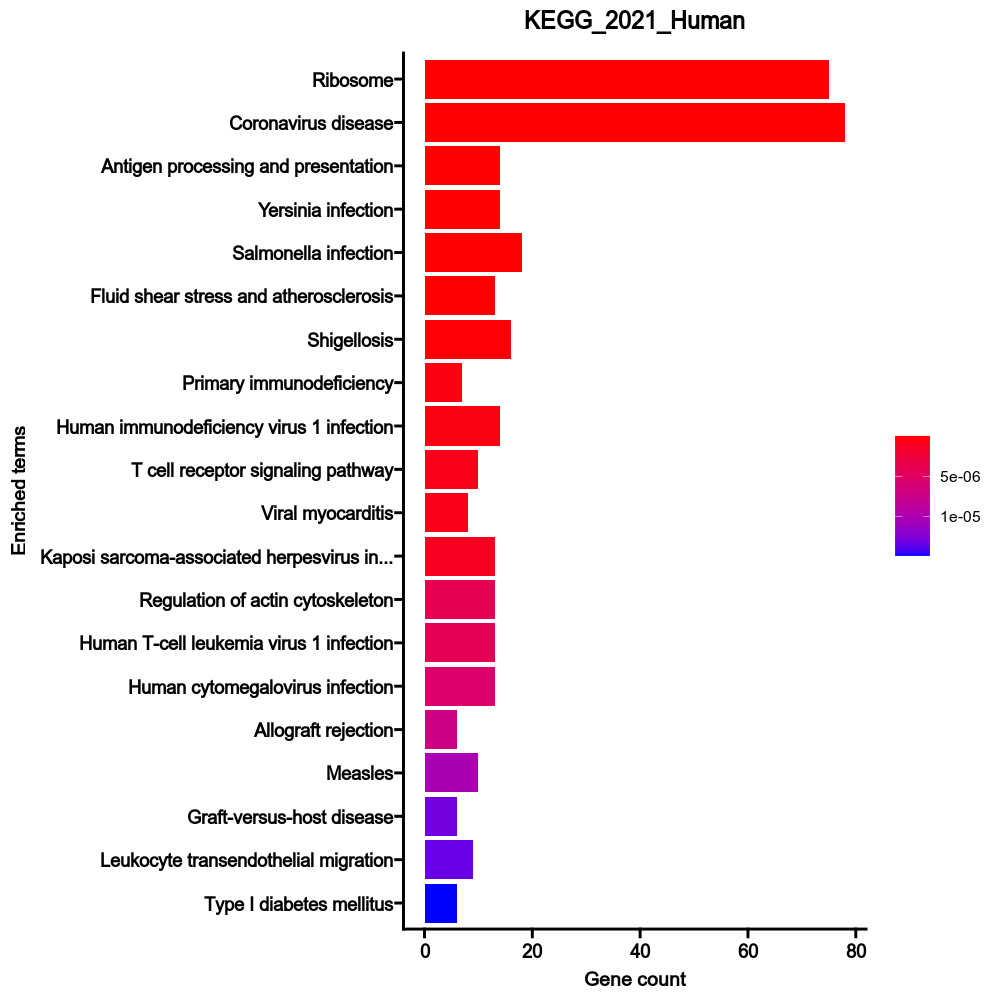 KEGG_2021_Human
Ribosome
Coronavirus disease
Antigen processing and presentation
Yersinia infection
Salmonella infection
Fluid shear stress and atherosclerosis
Shigellosis
Primary immunodeficiency
Human immunodeficiency virus 1 infection
T cell receptor signaling pathway
Viral myocarditis
Kaposi sarcoma-associated herpesvirus in...
Regulation of actin cytoskeleton
Human T-cell leukemia virus 1 infection
Human cytomegalovirus infection
Allograft rejection
Measles
Graft-versus-host disease
Leukocyte transendothelial migration
Type I diabetes mellitus
Enriched terms
0 20 40 60 80
Gene count
5e-06
1e-05